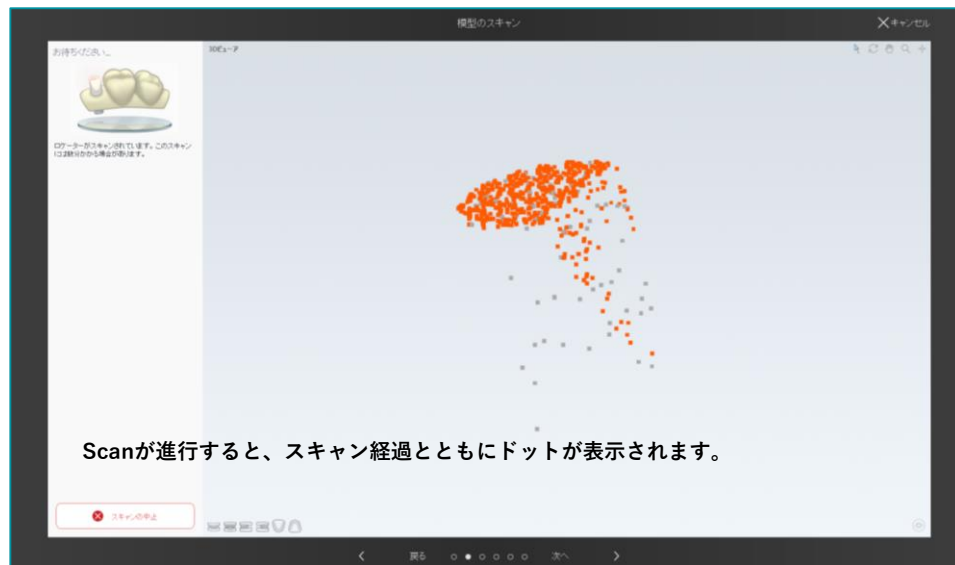 模型のスキャン
キャンセル
お待ちください...
3Dビューア
ロケーターがスキャンされています。このスキャン
には数分かかる場合があります。
Scanが進行すると、スキャン経過とともにドットが表示されます。
スキャンの中止
戻る
次へ